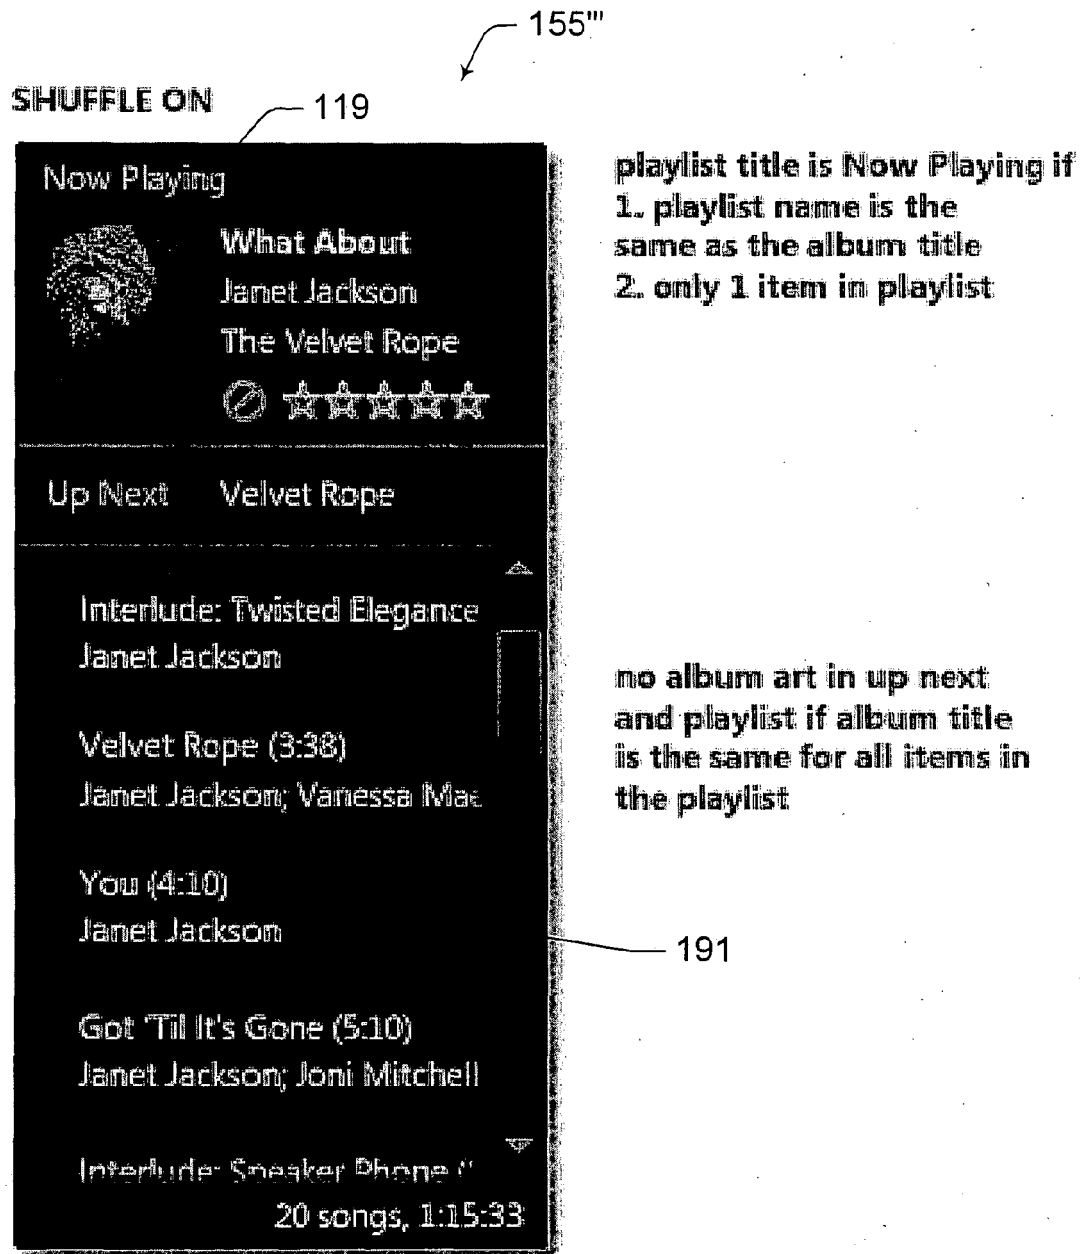 155'''
SHUFFLE ON
119
Now Playing
What About
Janet Jackson
The Velvet Rope
Up Next Velvet Rope
Interlude: Twisted Elegance
Janet Jackson
Velvet Rope (3:38)
Janet Jackson; Vanessa Mae
You (4:10)
Janet Jackson
191
Got 'Til It's Gone (5:10)
Janet Jackson; Joni Mitchell
Interlude: Speaker Phone (
20 songs, 1:15:33
playlist title is Now Playing if
1. playlist name is the
same as the album title
2. only 1 item in playlist
no album art in up next
and playlist if album title
is the same for all items in
the playlist